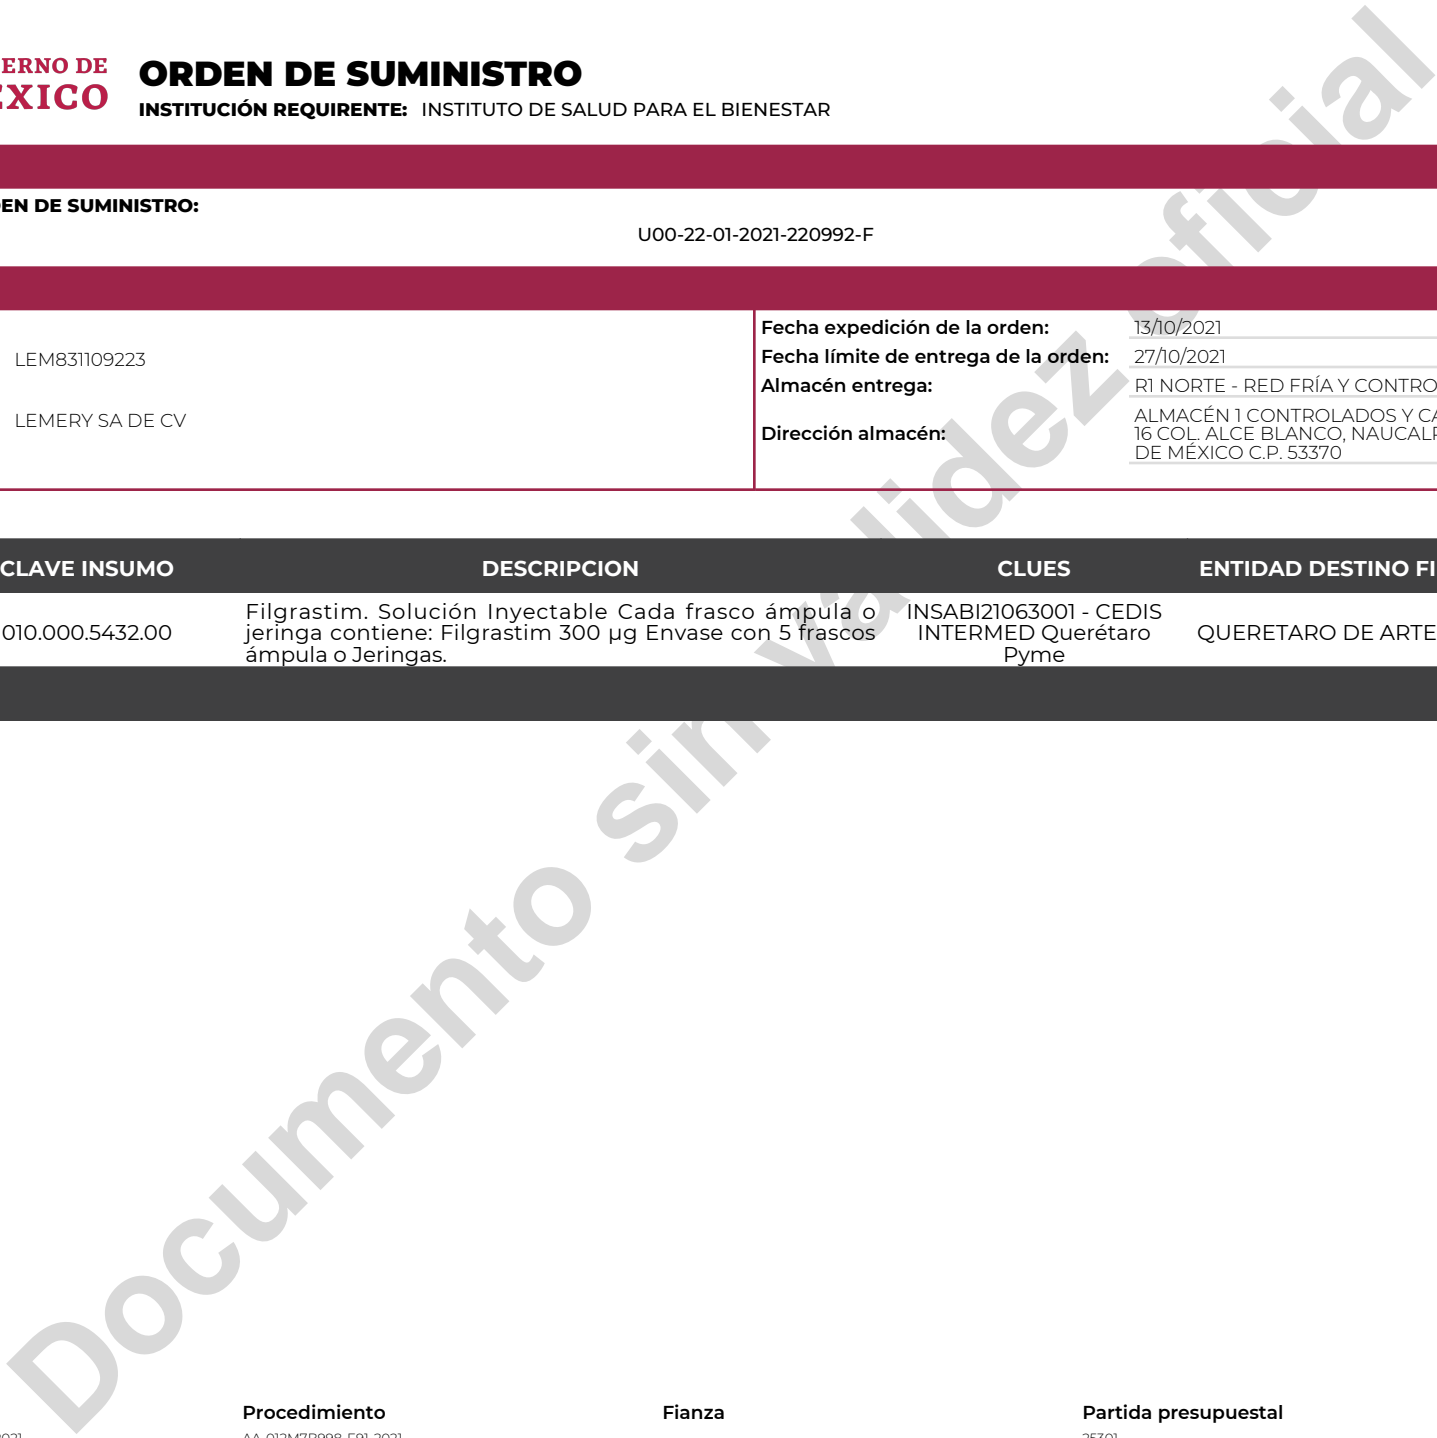 ERNO DE
ÉXICO
ORDEN DE SUMINISTRO
INSTITUCIÓN REQUIRENTE: INSTITUTO DE SALUD PARA EL BIENESTAR
EN DE SUMINISTRO:
U00-22-01-2021-220992-F
LEM831109223
LEMERY SA DE CV
Fecha expedición de la orden: 13/10/2021
Fecha límite de entrega de la orden: 27/10/2021
Almacén entrega: R1 NORTE - RED FRÍA Y CONTRO
Dirección almacén: ALMACÉN 1 CONTROLADOS Y CA
16 COL. ALCE BLANCO, NAUCALP
DE MÉXICO C.P. 53370
CLAVE INSUMO DESCRIPCION CLUES ENTIDAD DESTINO FI
010.000.5432.00
Filgrastim. Solución Inyectable Cada frasco ámpula o
jeringa contiene: Filgrastim 300 µg Envase con 5 frascos
ámpula o Jeringas.
INSABI21063001 - CEDIS
INTERMED Querétaro
Pyme
QUERETARO DE ARTE
Documento sin validez oficial
Procedimiento Fianza Partida presupuestal